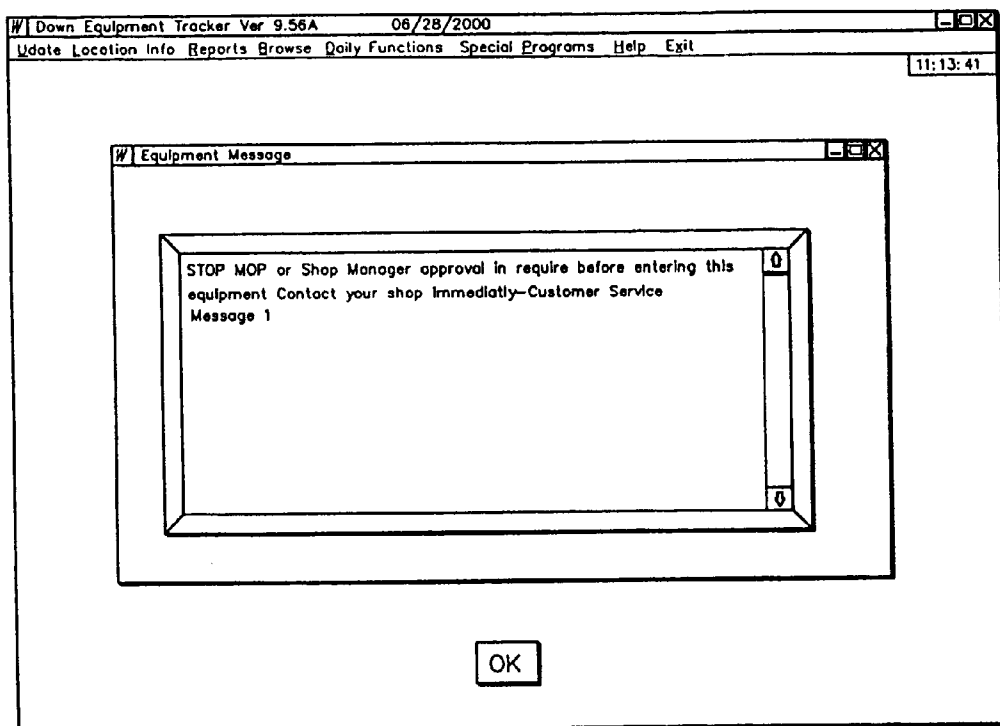 W Down Equipment Tracker Ver 9.56A 06/28/2000
Udate Location Info Reports Browse Daily Functions Special Programs Help Exit
11:13:41
W Equipment Message
STOP MOP or Shop Manager approval in require before entering this
equipment Contact your shop immediatly-Customer Service
Message 1
OK